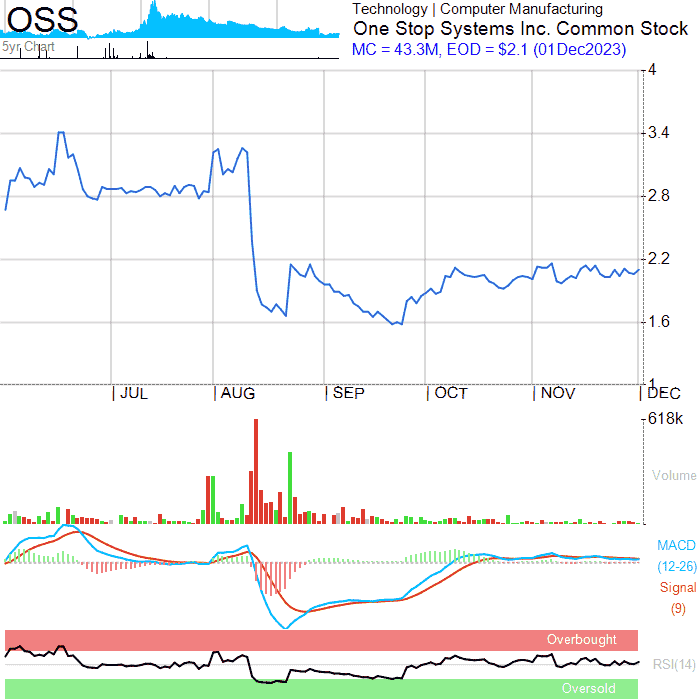 OSS
5yr Chart
Technology | Computer Manufacturing
One Stop Systems Inc. Common Stock
MC = 43.3M, EOD = $2.1 (01Dec2023)
4
3.4
2.8
2.2
1.6
1
| JUL
| AUG
| SEP
| OCT
| NOV
| DEC
618k
Volume
MACD
(12-26)
Signal
(9)
Overbought
RSI(14)
Oversold